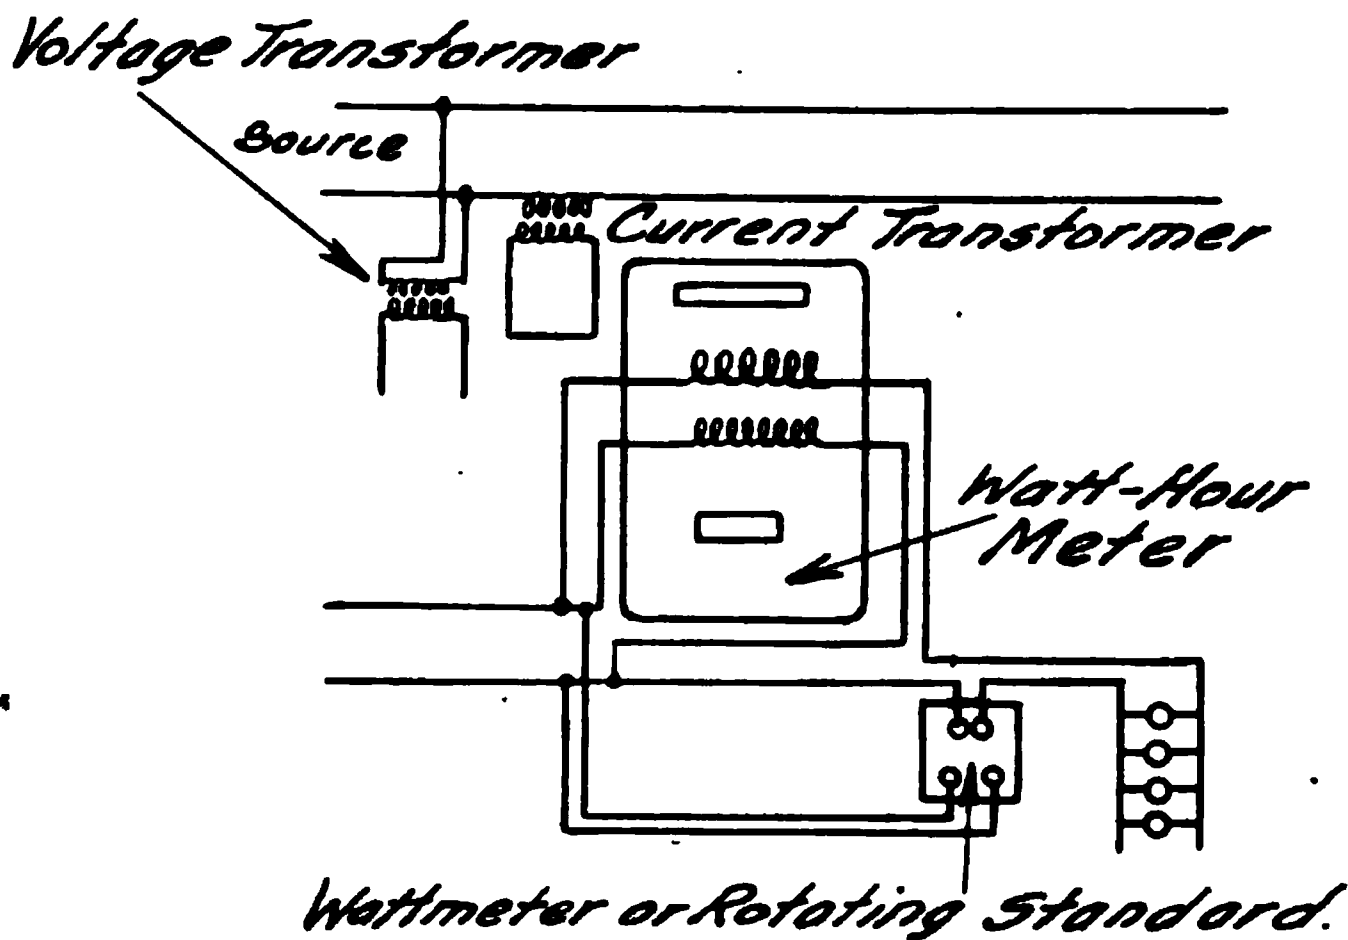 Voltage Transformer
Source
Current Transformer
Watt-Hour
Meter
Wattmeter or Rotating Standard.